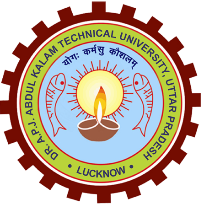 DR. A.P.J. ABDUL KALAM TECHNICAL UNIVERSITY, UTTAR PRADESH
योगः कर्मसु कौशलम्
• LUCKNOW •